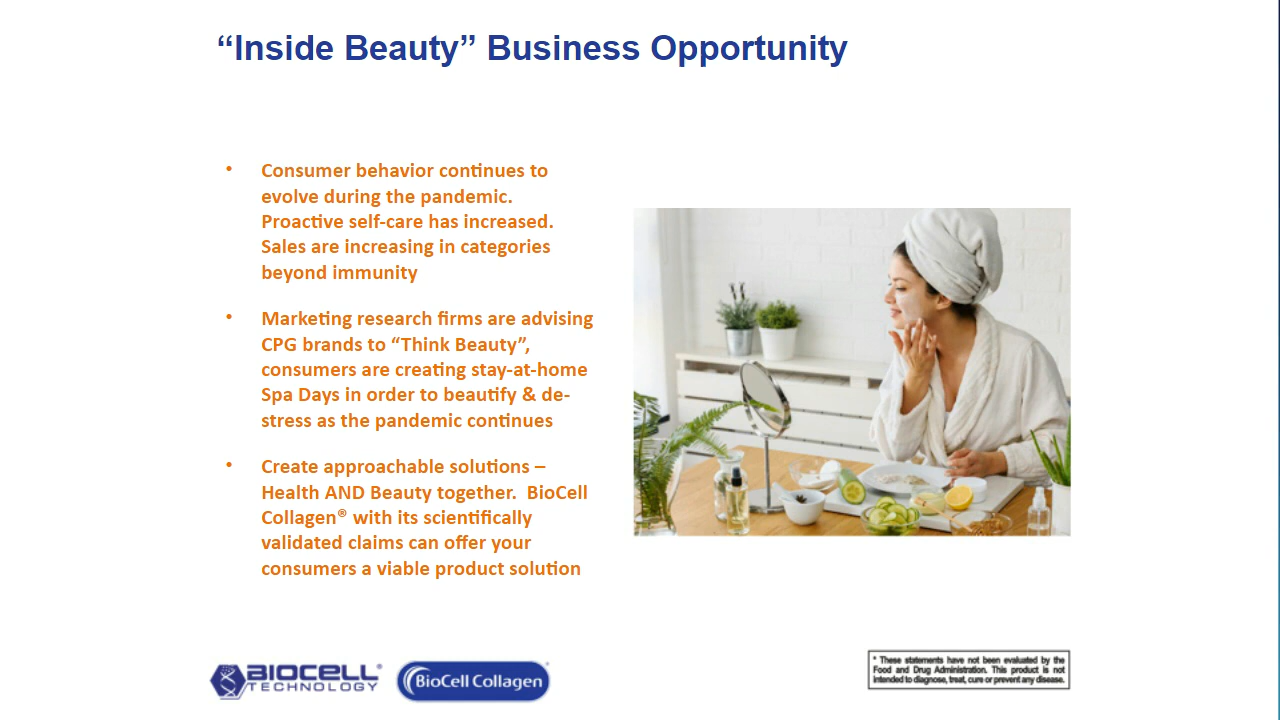 “Inside Beauty” Business Opportunity
• Consumer behavior continues to
evolve during the pandemic.
Proactive self-care has increased.
Sales are increasing in categories
beyond immunity
• Marketing research firms are advising
CPG brands to “Think Beauty”,
consumers are creating stay-at-home
Spa Days in order to beautify & de-
stress as the pandemic continues
• Create approachable solutions –
Health AND Beauty together.  BioCell
Collagen® with its scientifically
validated claims can offer your
consumers a viable product solution
BIOCELL®
TECHNOLOGY
BioCell Collagen®
* These statements have not been evaluated by the
Food and Drug Administration. This product is not
intended to diagnose, treat, cure or prevent any disease.